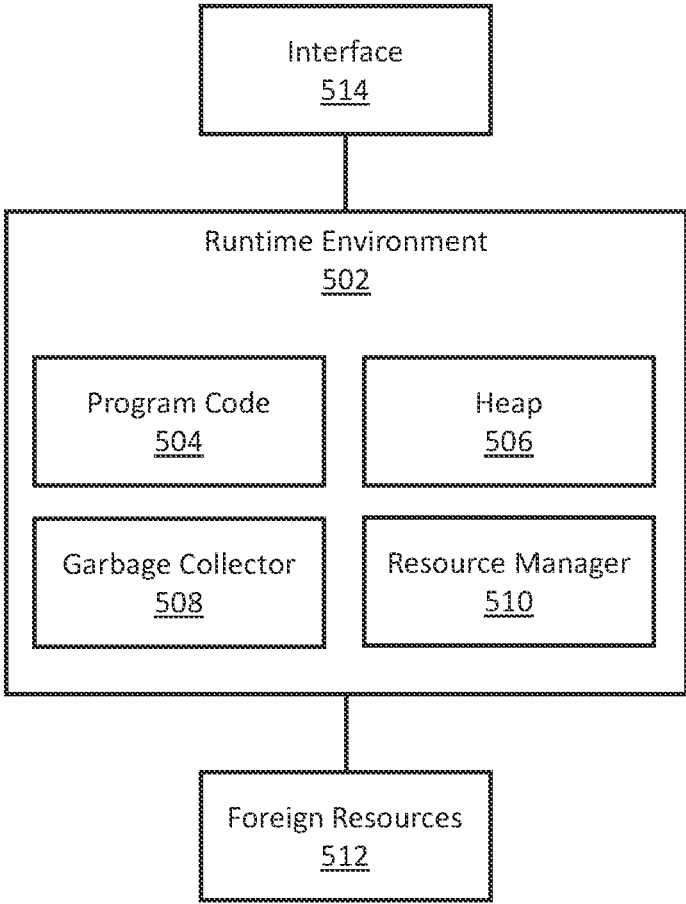 Interface
514
Runtime Environment
502
Program Code
504
Heap
506
Garbage Collector
508
Resource Manager
510
Foreign Resources
512